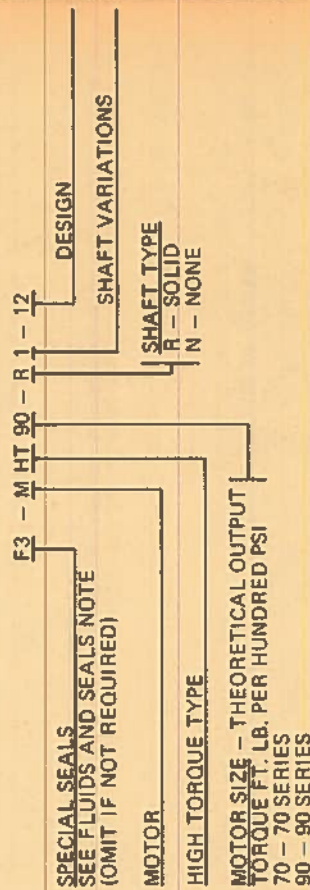 F3 - M HT 90 - R 1 - 12
SPECIAL SEALS
SEE FLUIDS AND SEALS NOTE
(OMIT IF NOT REQUIRED)
MOTOR
HIGH TORQUE TYPE
MOTOR SIZE – THEORETICAL OUTPUT
TORQUE FT. LB. PER HUNDRED PSI
70 – 70 SERIES
90 – 90 SERIES
DESIGN
SHAFT VARIATIONS
SHAFT TYPE
R – SOLID
N – NONE